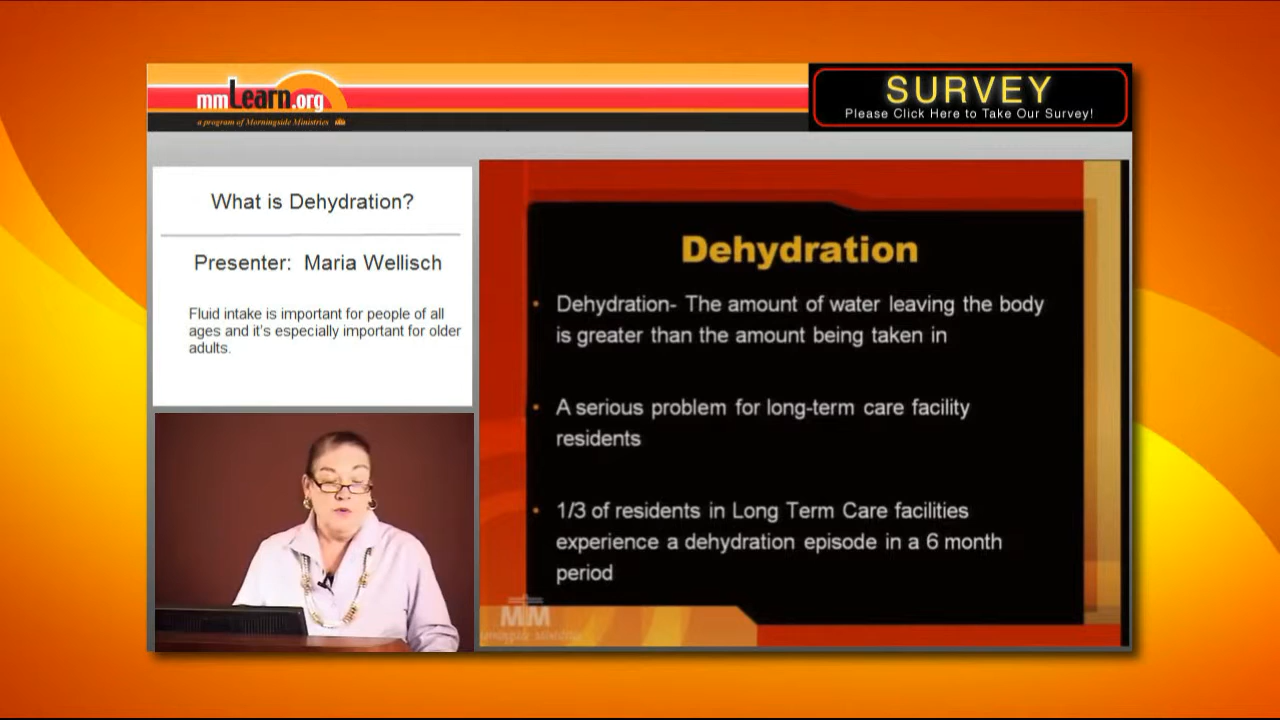 mmLearn.org
a program of Morningside Ministries
SURVEY
Please Click Here to Take Our Survey!
What is Dehydration?
Presenter: Maria Wellisch
Fluid intake is important for people of all
ages and it's especially important for older
adults.
Dehydration
• Dehydration- The amount of water leaving the body
is greater than the amount being taken in
• A serious problem for long-term care facility
residents
• 1/3 of residents in Long Term Care facilities
experience a dehydration episode in a 6 month
period
MM
Morningside Ministries